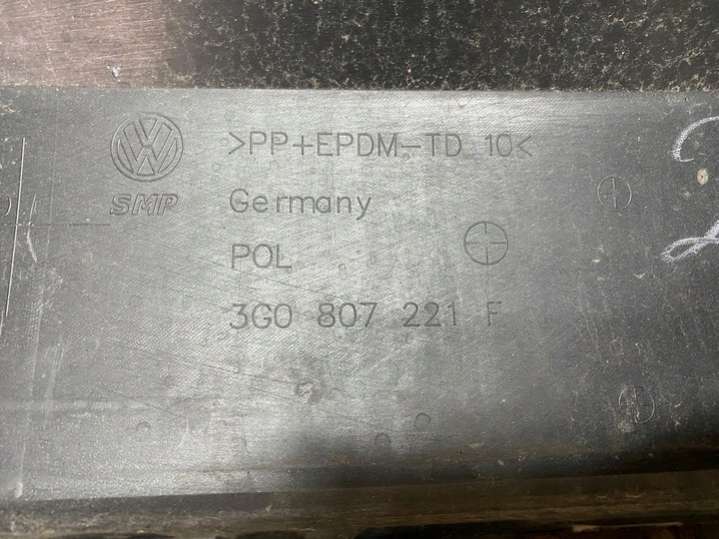 >PP+EPDM-TD 10<
SMP
Germany
POL
3G0 807 221 F